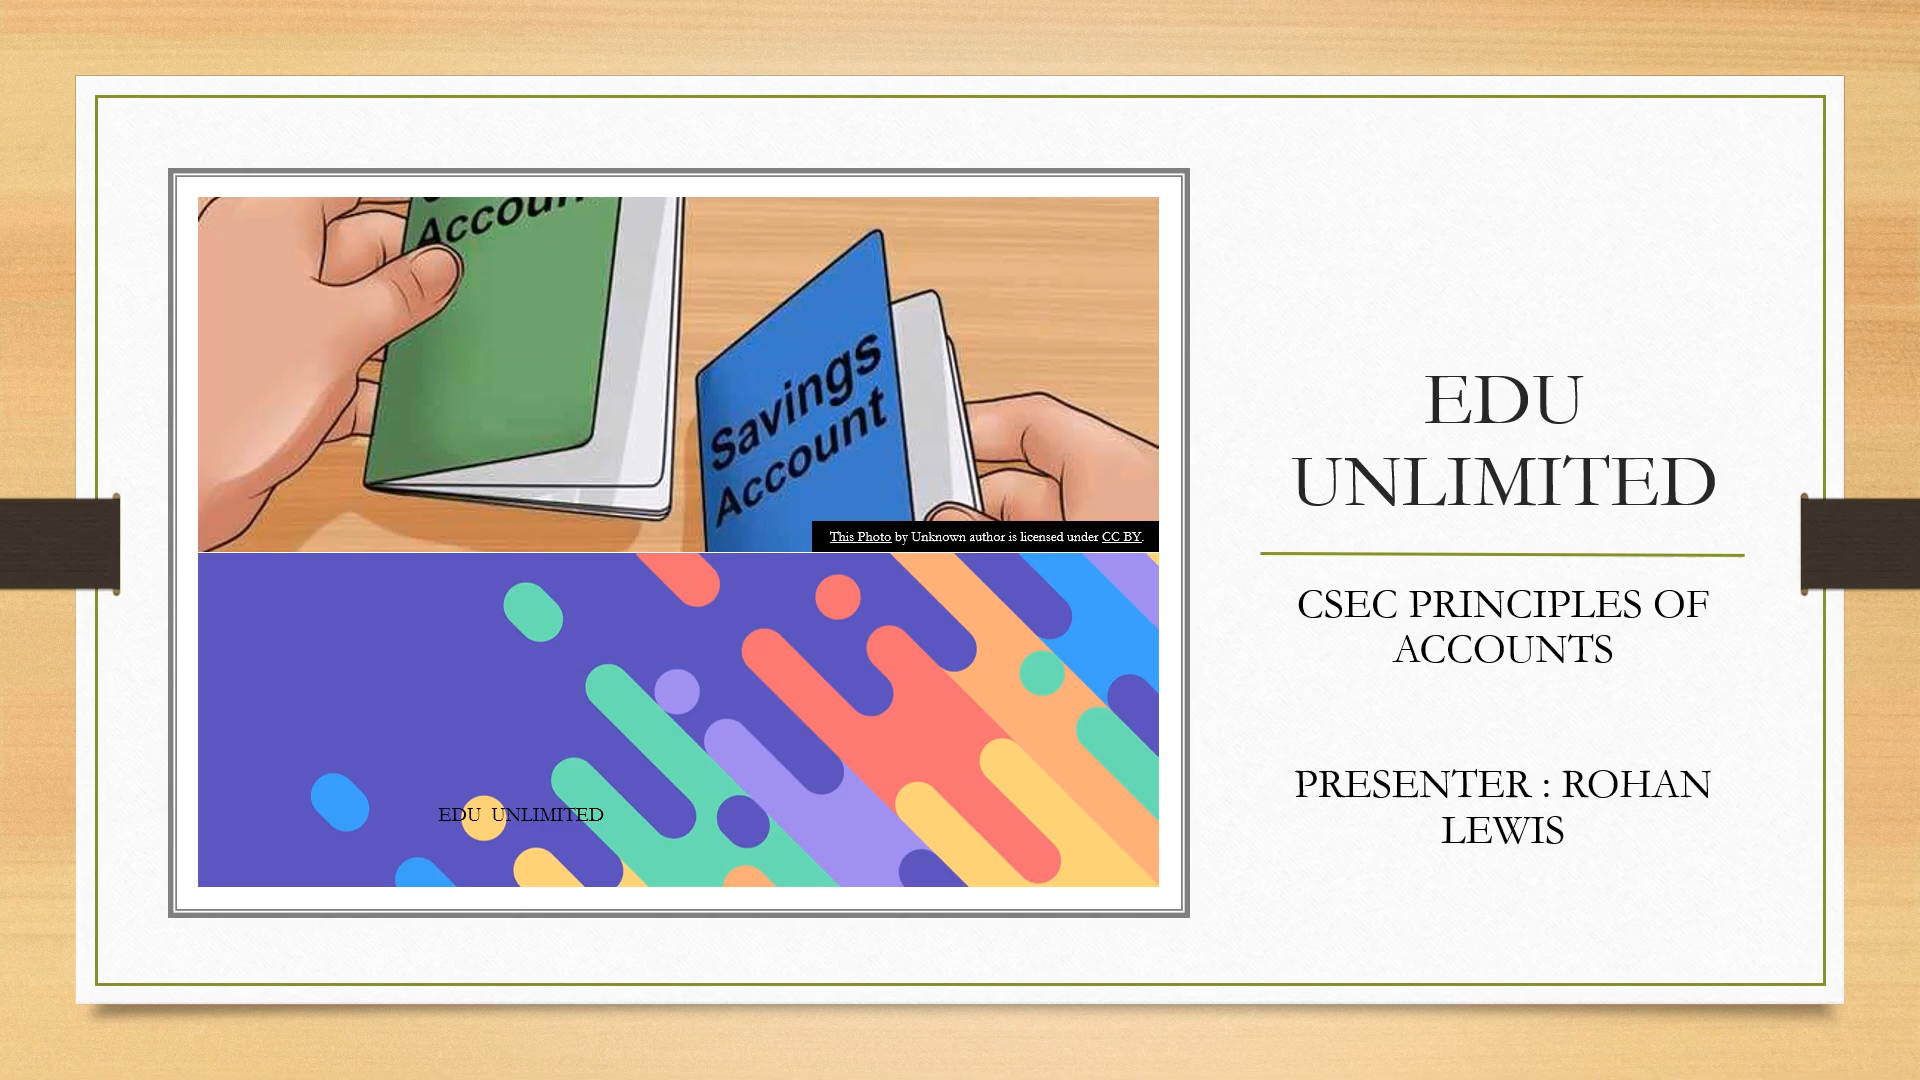 Account
Savings
Account
This Photo by Unknown author is licensed under CC BY.
EDU UNLIMITED
EDU
UNLIMITED
CSEC PRINCIPLES OF
ACCOUNTS
PRESENTER : ROHAN
LEWIS